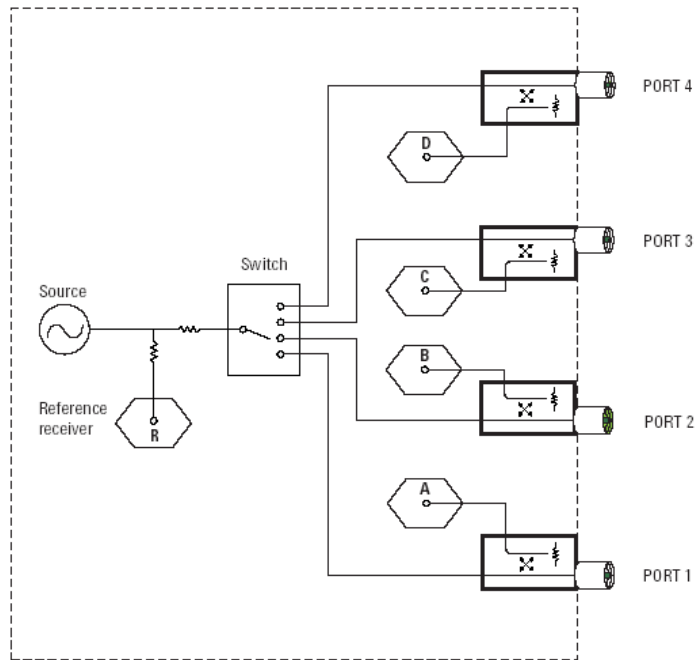 PORT 4
D
PORT 3
Switch
C
Source
B
Reference
receiver
R
PORT 2
A
PORT 1